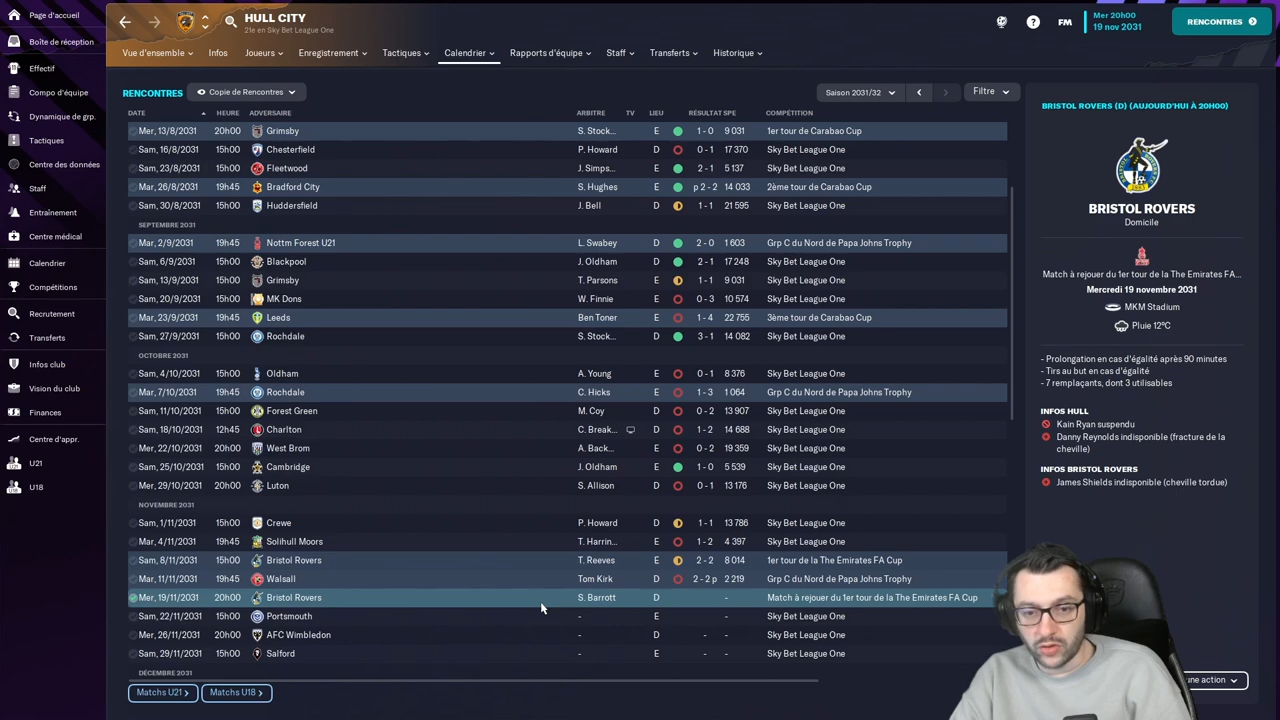 Page d'accueil
Boîte de réception
Effectif
Compo d'équipe
Dynamique de grp.
Tactiques
Centre des données
Staff
Entraînement
Centre médical
Calendrier
Compétitions
Recrutement
Transferts
Infos club
Vision du club
Finances
Centre d'appr.
U21
U18
HULL CITY
21e en Sky Bet League One
FM
Mer 20h00
19 nov 2031
RENCONTRES
Vue d'ensemble Infos Joueurs Enregistrement Tactiques Calendrier Rapports d'équipe Staff Transferts Historique
RENCONTRES Copie de Rencontres Saison 2031/32 Filtre
DATE HEURE ADVERSAIRE ARBITRE TV LIEU RÉSULTAT SPE COMPÉTITION
Mer, 13/8/2031 20h00 Grimsby S. Stock... E 1 - 0 9 031 1er tour de Carabao Cup
Sam, 16/8/2031 15h00 Chesterfield P. Howard D 0 - 1 17 370 Sky Bet League One
Sam, 23/8/2031 15h00 Fleetwood J. Simps... E 2 - 1 5 137 Sky Bet League One
Mar, 26/8/2031 19h45 Bradford City S. Hughes E p 2 - 2 14 033 2ème tour de Carabao Cup
Sam, 30/8/2031 15h00 Huddersfield J. Bell E 1 - 1 21 595 Sky Bet League One
SEPTEMBRE 2031
Mar, 2/9/2031 19h45 Nottm Forest U21 L. Swabey D 2 - 0 1 603 Grp C du Nord de Papa Johns Trophy
Sam, 6/9/2031 15h00 Blackpool J. Oldham D 2 - 1 17 248 Sky Bet League One
Sam, 13/9/2031 15h00 Grimsby T. Parsons E 1 - 1 9 031 Sky Bet League One
Sam, 20/9/2031 15h00 MK Dons W. Finnie E 0 - 3 10 574 Sky Bet League One
Mar, 23/9/2031 19h45 Leeds Ben Toner E 1 - 4 22 755 3ème tour de Carabao Cup
Sam, 27/9/2031 15h00 Rochdale S. Stock... D 3 - 1 14 082 Sky Bet League One
OCTOBRE 2031
Sam, 4/10/2031 15h00 Oldham A. Young E 0 - 1 8 376 Sky Bet League One
Mar, 7/10/2031 19h45 Rochdale C. Hicks E 1 - 3 1 064 Grp C du Nord de Papa Johns Trophy
Sam, 11/10/2031 15h00 Forest Green M. Coy D 0 - 2 13 907 Sky Bet League One
Sam, 18/10/2031 12h45 Charlton C. Break... D 1 - 2 14 688 Sky Bet League One
Mer, 22/10/2031 20h00 West Brom A. Back... E 0 - 2 19 359 Sky Bet League One
Sam, 25/10/2031 15h00 Cambridge J. Oldham E 1 - 0 5 539 Sky Bet League One
Mer, 29/10/2031 20h00 Luton S. Allison D 0 - 1 13 176 Sky Bet League One
NOVEMBRE 2031
Sam, 1/11/2031 15h00 Crewe P. Howard D 1 - 1 13 786 Sky Bet League One
Mar, 4/11/2031 19h45 Solihull Moors T. Harrin... E 1 - 2 4 397 Sky Bet League One
Sam, 8/11/2031 15h00 Bristol Rovers T. Reeves E 2 - 2 8 014 1er tour de la The Emirates FA Cup
Mar, 11/11/2031 19h45 Walsall Tom Kirk D 2 - 2 p 2 219 Grp C du Nord de Papa Johns Trophy
Mer, 19/11/2031 20h00 Bristol Rovers S. Barrott D - Match à rejouer du 1er tour de la The Emirates FA Cup
Sam, 22/11/2031 15h00 Portsmouth - E - Sky Bet League One
Mer, 26/11/2031 20h00 AFC Wimbledon - D - - Sky Bet League One
Sam, 29/11/2031 15h00 Salford - E - - Sky Bet League One
DÉCEMBRE 2031
Matchs U21 Matchs U18
BRISTOL ROVERS (D) (AUJOURD'HUI À 20H00)
BRISTOL ROVERS
Domicile
Match à rejouer du 1er tour de la The Emirates FA...
Mercredi 19 novembre 2031
MKM Stadium
Pluie 12°C
- Prolongation en cas d'égalité après 90 minutes
- Tirs au but en cas d'égalité
- 7 remplaçants, dont 3 utilisables
INFOS HULL
Kain Ryan suspendu
Danny Reynolds indisponible (fracture de la
cheville)
INFOS BRISTOL ROVERS
James Shields indisponible (cheville tordue)
une action